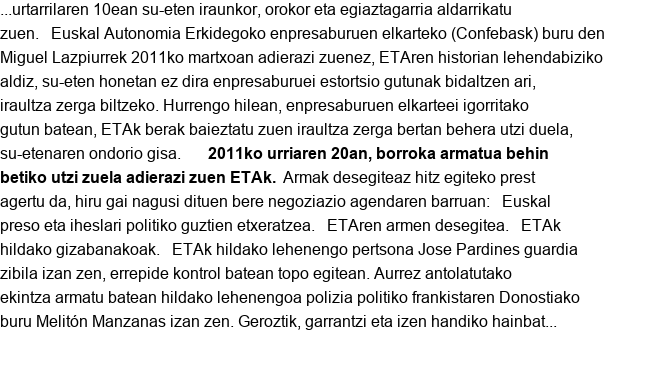 ...urtarrilaren 10ean su-eten iraunkor, orokor eta egiaztagarria aldarrikatu
zuen.   Euskal Autonomia Erkidegoko enpresaburuen elkarteko (Confebask) buru den
Miguel Lazpiurrek 2011ko martxoan adierazi zuenez, ETAren historian lehendabiziko
aldiz, su-eten honetan ez dira enpresaburuei estortsio gutunak bidaltzen ari,
iraultza zerga biltzeko. Hurrengo hilean, enpresaburuen elkarteei igorritako
gutun batean, ETAk berak baieztatu zuen iraultza zerga bertan behera utzi duela,
su-etenaren ondorio gisa.      2011ko urriaren 20an, borroka armatua behin
betiko utzi zuela adierazi zuen ETAk.  Armak desegiteaz hitz egiteko prest
agertu da, hiru gai nagusi dituen bere negoziazio agendaren barruan:   Euskal
preso eta iheslari politiko guztien etxeratzea.   ETAren armen desegitea.   ETAk
hildako gizabanakoak.   ETAk hildako lehenengo pertsona Jose Pardines guardia
zibila izan zen, errepide kontrol batean topo egitean. Aurrez antolatutako
ekintza armatu batean hildako lehenengoa polizia politiko frankistaren Donostiako
buru Melitón Manzanas izan zen. Geroztik, garrantzi eta izen handiko hainbat...